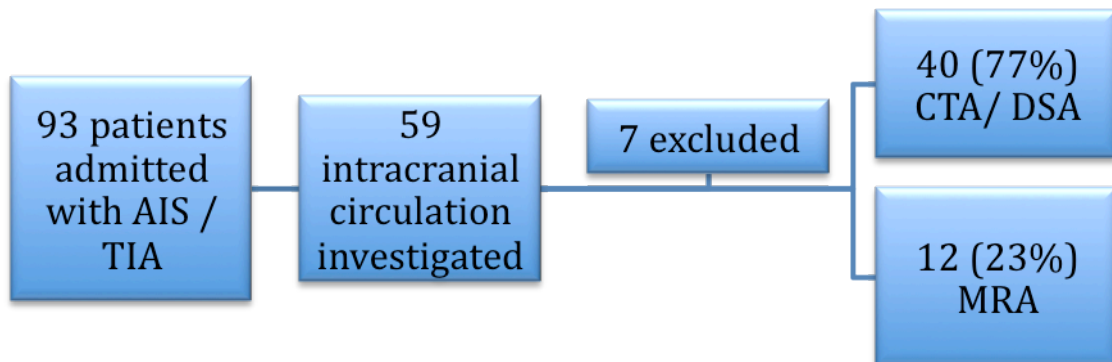 93 patients
admitted
with AIS /
TIA
59
intracranial
circulation
investigated
7 excluded
40 (77%)
CTA/ DSA
12 (23%)
MRA